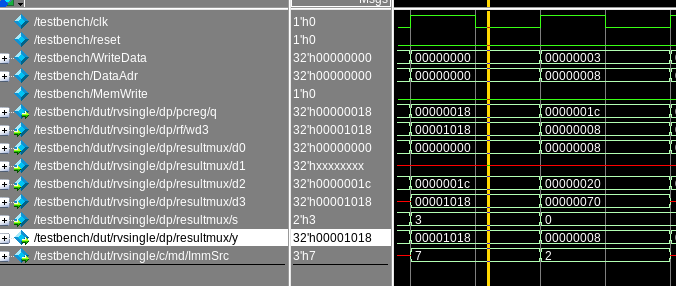 Msgs
/testbench/clk 1'h0
/testbench/reset 1'h0
/testbench/WriteData 32'h00000000 00000000 00000003
/testbench/DataAdr 32'h00000000 00000000 00000008
/testbench/MemWrite 1'h0
/testbench/dut/rvsingle/dp/pcreg/q 32'h00000018 00000018 0000001c
/testbench/dut/rvsingle/dp/rf/wd3 32'h00001018 00001018 00000008
/testbench/dut/rvsingle/dp/resultmux/d0 32'h00000000 00000000 00000008
/testbench/dut/rvsingle/dp/resultmux/d1 32'hxxxxxxxx
/testbench/dut/rvsingle/dp/resultmux/d2 32'h0000001c 0000001c 00000020
/testbench/dut/rvsingle/dp/resultmux/d3 32'h00001018 00001018 00000070
/testbench/dut/rvsingle/dp/resultmux/s 2'h3 3 0
/testbench/dut/rvsingle/dp/resultmux/y 32'h00001018 00001018 00000008
/testbench/dut/rvsingle/c/md/ImmSrc 3'h7 7 2